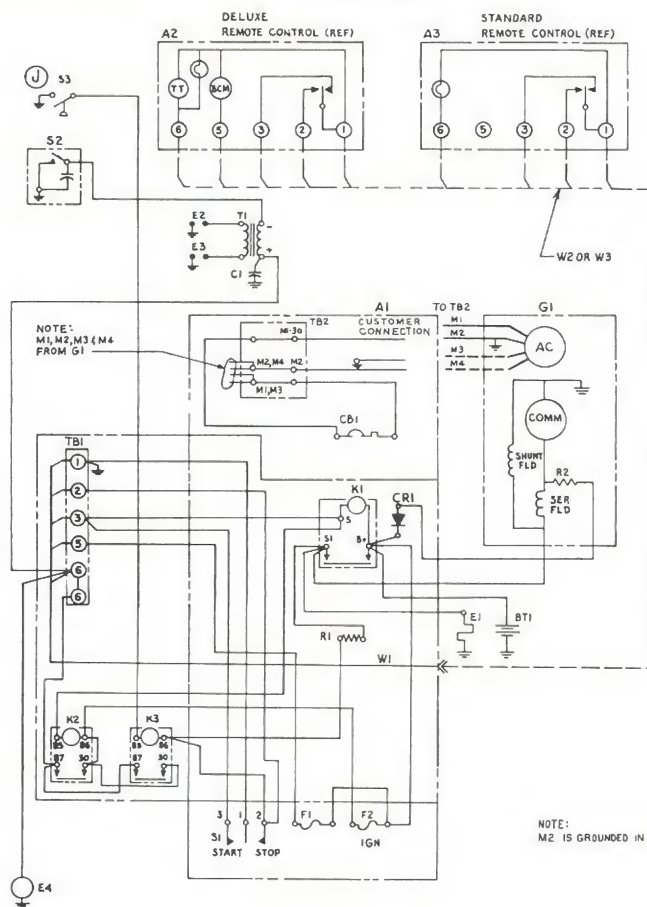 DELUXE
REMOTE CONTROL (REF)
A2
STANDARD
REMOTE CONTROL (REF)
A3
J
S3
TT
BCM
6
5
3
2
1
6
5
3
2
1
S2
E2
T1
-
E3
+
C1
W2 OR W3
NOTE:
M1, M2, M3 & M4
FROM G1
A1
TB2
CUSTOMER
CONNECTION
M1-30
M2, M4
M2
M1, M3
CB1
TO TB2
M1
M2
M3
M4
G1
AC
COMM
SHUNT
FLD
R2
SER
FLD
TB1
1
2
3
5
6
6
K1
S
S1
B+
CR1
R1
E1
BT1
W1
K2
85
86
87
30
K3
85
86
87
30
3
1
2
S1
START
STOP
F1
F2
IGN
E4
NOTE:
M2 IS GROUNDED IN